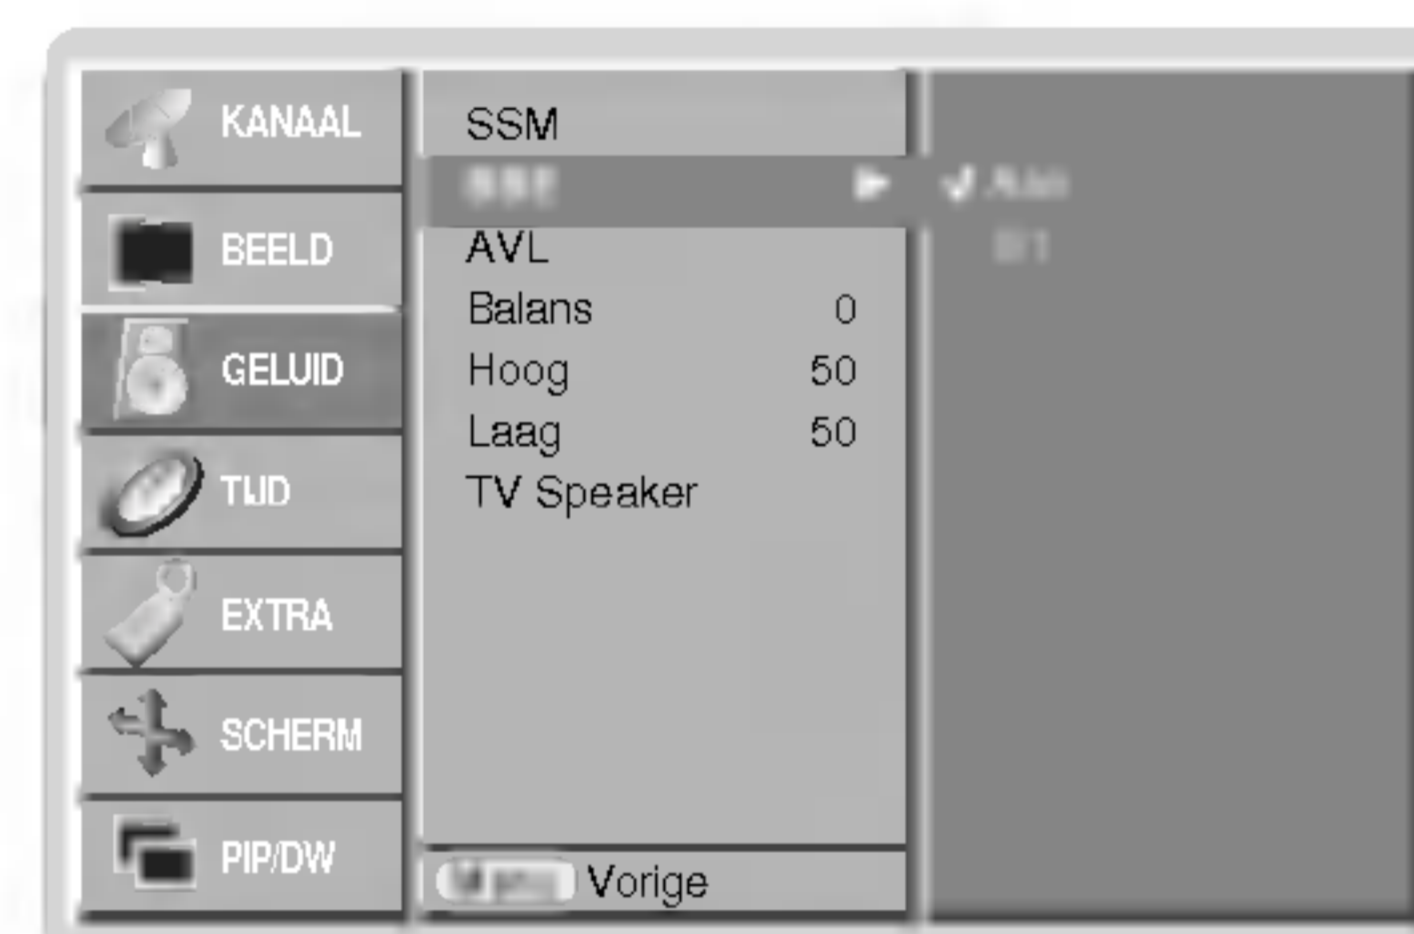 KANAAL
BEELD
GELUID
TIJD
EXTRA
SCHERM
PIP/DW
SSM
AVL
Balans 0
Hoog 50
Laag 50
TV Speaker
Vorige